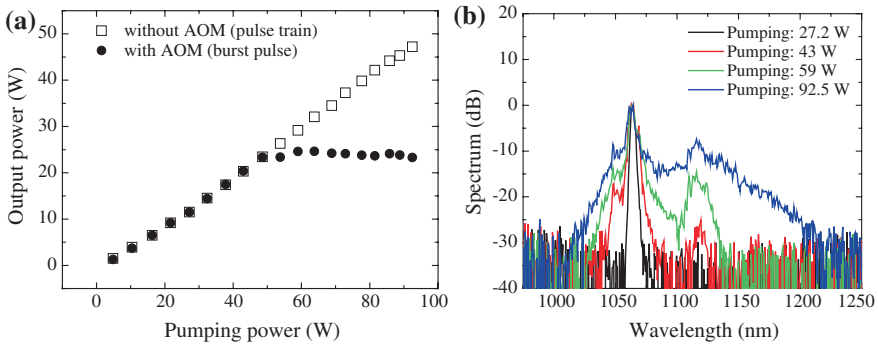 (a)
without AOM (pulse train)
with AOM (burst pulse)
Output power (W)
50
40
30
20
10
0
0 20 40 60 80 100
Pumping power (W)
(b)
Pumping: 27.2 W
Pumping: 43 W
Pumping: 59 W
Pumping: 92.5 W
Spectrum (dB)
20
10
0
-10
-20
-30
-40
1000 1050 1100 1150 1200 1250
Wavelength (nm)